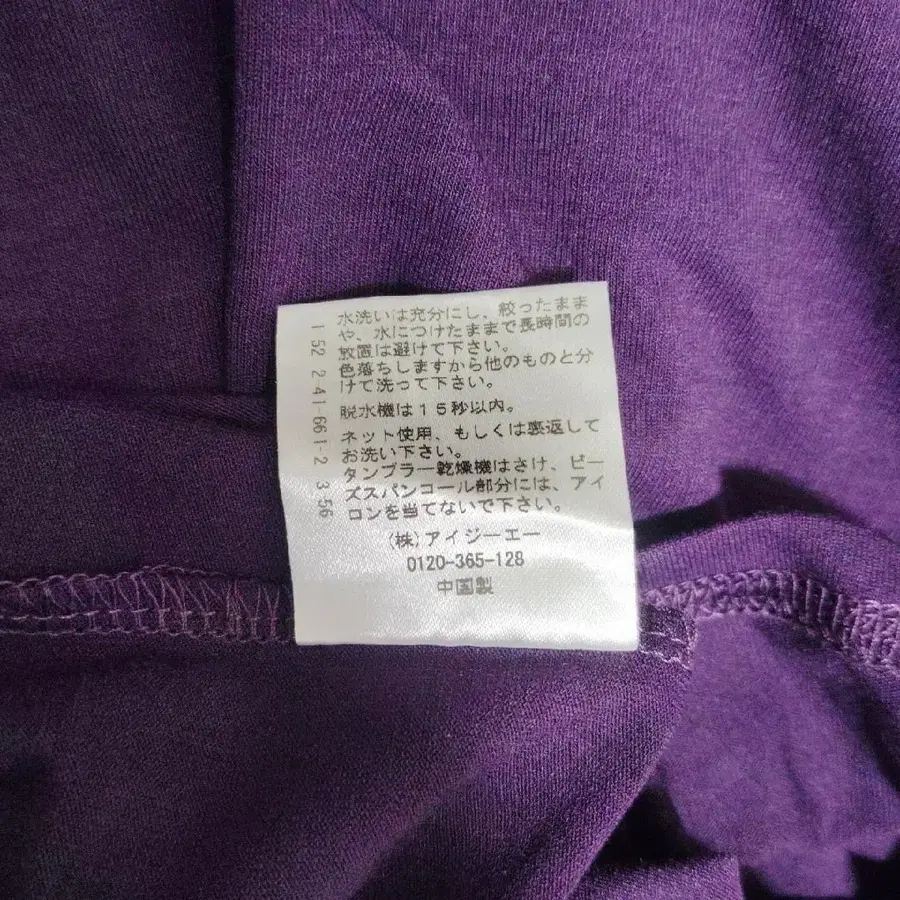 水洗いは充分にし、絞ったまま
や、水につけたままで長時間の
放置は避けて下さい。
色落ちしますから他のものと分
けて洗って下さい。
脱水機は15秒以内。
ネット使用、もしくは裏返して
お洗い下さい。
タンブラー乾燥機はさけ、ビー
ズスパンコール部分には、アイ
ロンを当てないで下さい。
(株)アイジーエー
0120-365-128
中国製
152 2-41-661-2 3 56